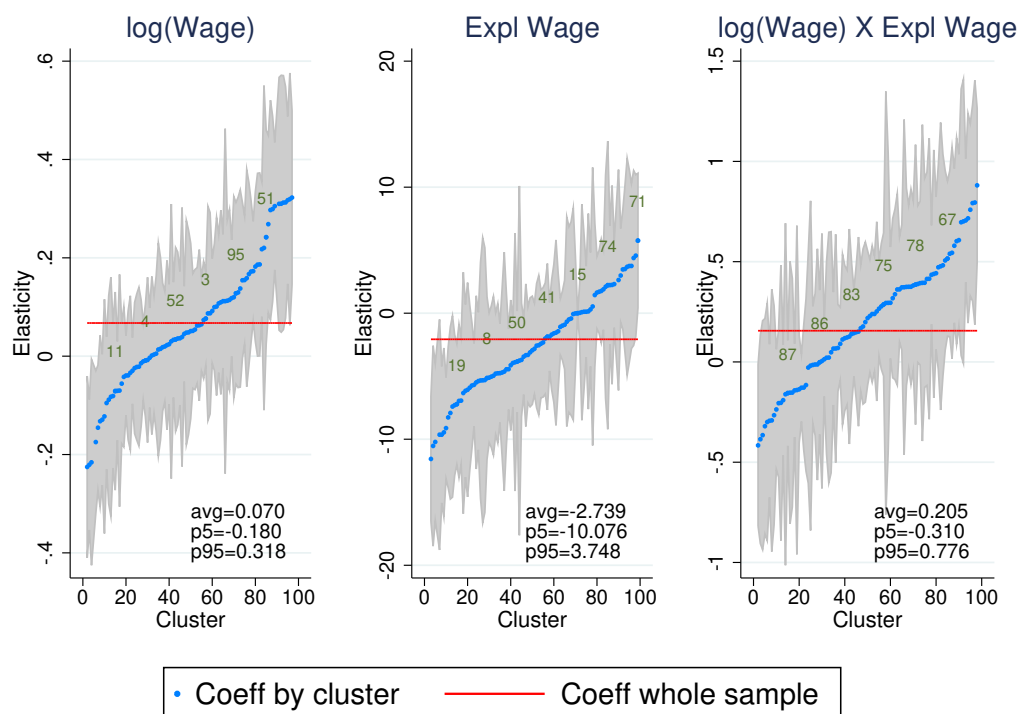 log(Wage)
Elasticity
.6
.4
.2
0
-.2
-.4
51
95
3
52
4
11
avg=0.070
p5=-0.180
p95=0.318
0 20 40 60 80 100
Cluster
Expl Wage
Elasticity
20
10
0
-10
-20
71
74
15
41
50
8
19
avg=-2.739
p5=-10.076
p95=3.748
0 20 40 60 80 100
Cluster
log(Wage) X Expl Wage
Elasticity
1.5
1
.5
0
-.5
-1
67
78
75
83
86
87
avg=0.205
p5=-0.310
p95=0.776
0 20 40 60 80 100
Cluster
Coeff by cluster
Coeff whole sample